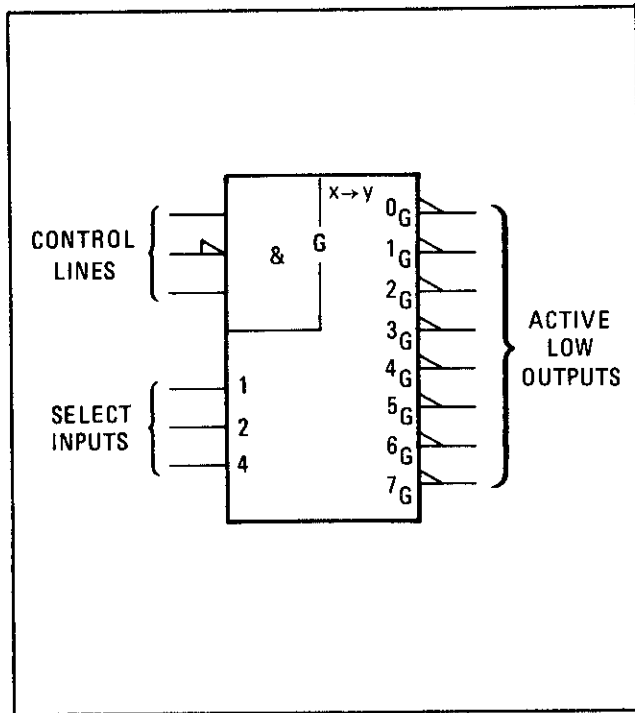 x→y
0G
CONTROL
LINES
&
G
1G
2G
3G
4G
5G
6G
7G
ACTIVE
LOW
OUTPUTS
SELECT
INPUTS
1
2
4